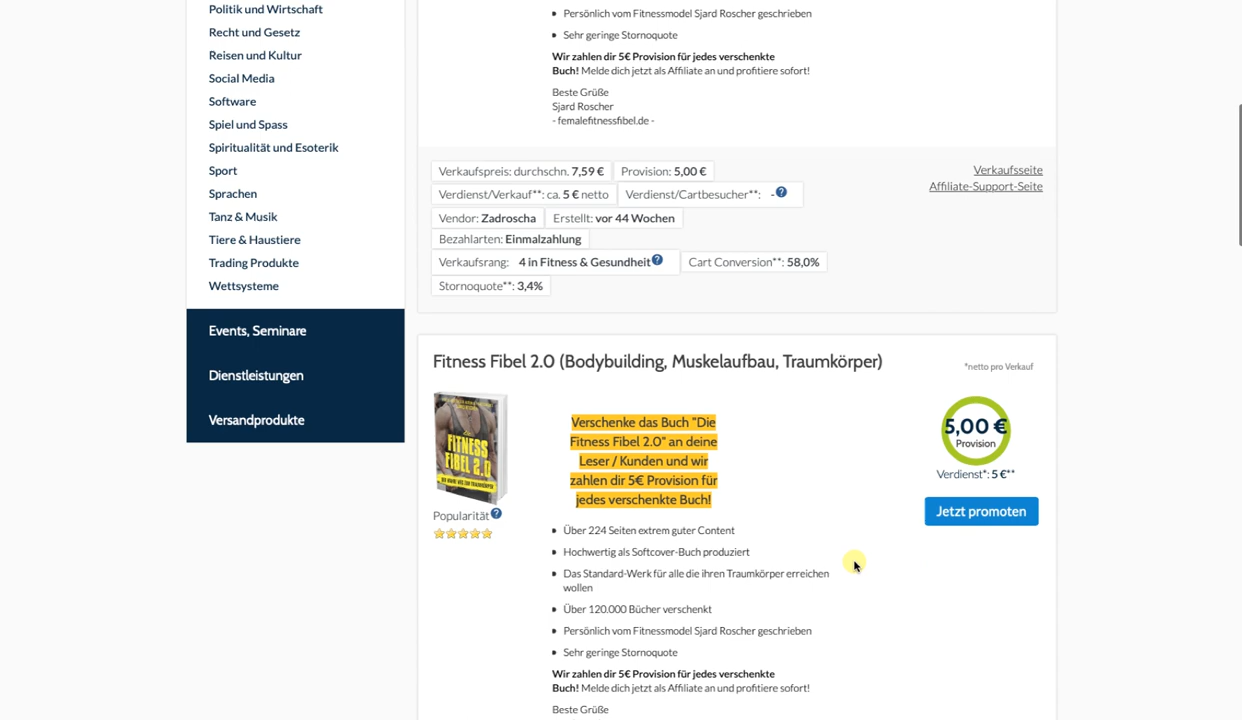 Politik und Wirtschaft
Recht und Gesetz
Reisen und Kultur
Social Media
Software
Spiel und Spass
Spiritualität und Esoterik
Sport
Sprachen
Tanz & Musik
Tiere & Haustiere
Trading Produkte
Wettsysteme
Events, Seminare
Dienstleistungen
Versandprodukte
Persönlich vom Fitnessmodel Sjard Roscher geschrieben
Sehr geringe Stornoquote
Wir zahlen dir 5€ Provision für jedes verschenkte
Buch! Melde dich jetzt als Affiliate an und profitiere sofort!
Beste Grüße
Sjard Roscher
- femalefitnessfibel.de -
Verkaufspreis: durchschn. 7,59 € Provision: 5,00 €
Verdienst/Verkauf**: ca. 5 € netto Verdienst/Cartbesucher**: -?
Vendor: Zadroscha Erstellt: vor 44 Wochen
Bezahlarten: Einmalzahlung
Verkaufsrang: 4 in Fitness & Gesundheit? Cart Conversion**: 58,0%
Stornoquote**: 3,4%
Verkaufsseite
Affiliate-Support-Seite
Fitness Fibel 2.0 (Bodybuilding, Muskelaufbau, Traumkörper)
*netto pro Verkauf
FITNESS
FIBEL 2.0
Popularität?
Verschenke das Buch "Die
Fitness Fibel 2.0" an deine
Leser / Kunden und wir
zahlen dir 5€ Provision für
jedes verschenkte Buch!
Über 224 Seiten extrem guter Content
Hochwertig als Softcover-Buch produziert
Das Standard-Werk für alle die ihren Traumkörper erreichen
wollen
Über 120.000 Bücher verschenkt
Persönlich vom Fitnessmodel Sjard Roscher geschrieben
Sehr geringe Stornoquote
Wir zahlen dir 5€ Provision für jedes verschenkte
Buch! Melde dich jetzt als Affiliate an und profitiere sofort!
Beste Grüße
5,00 €
Provision
Verdienst*: 5 €**
Jetzt promoten